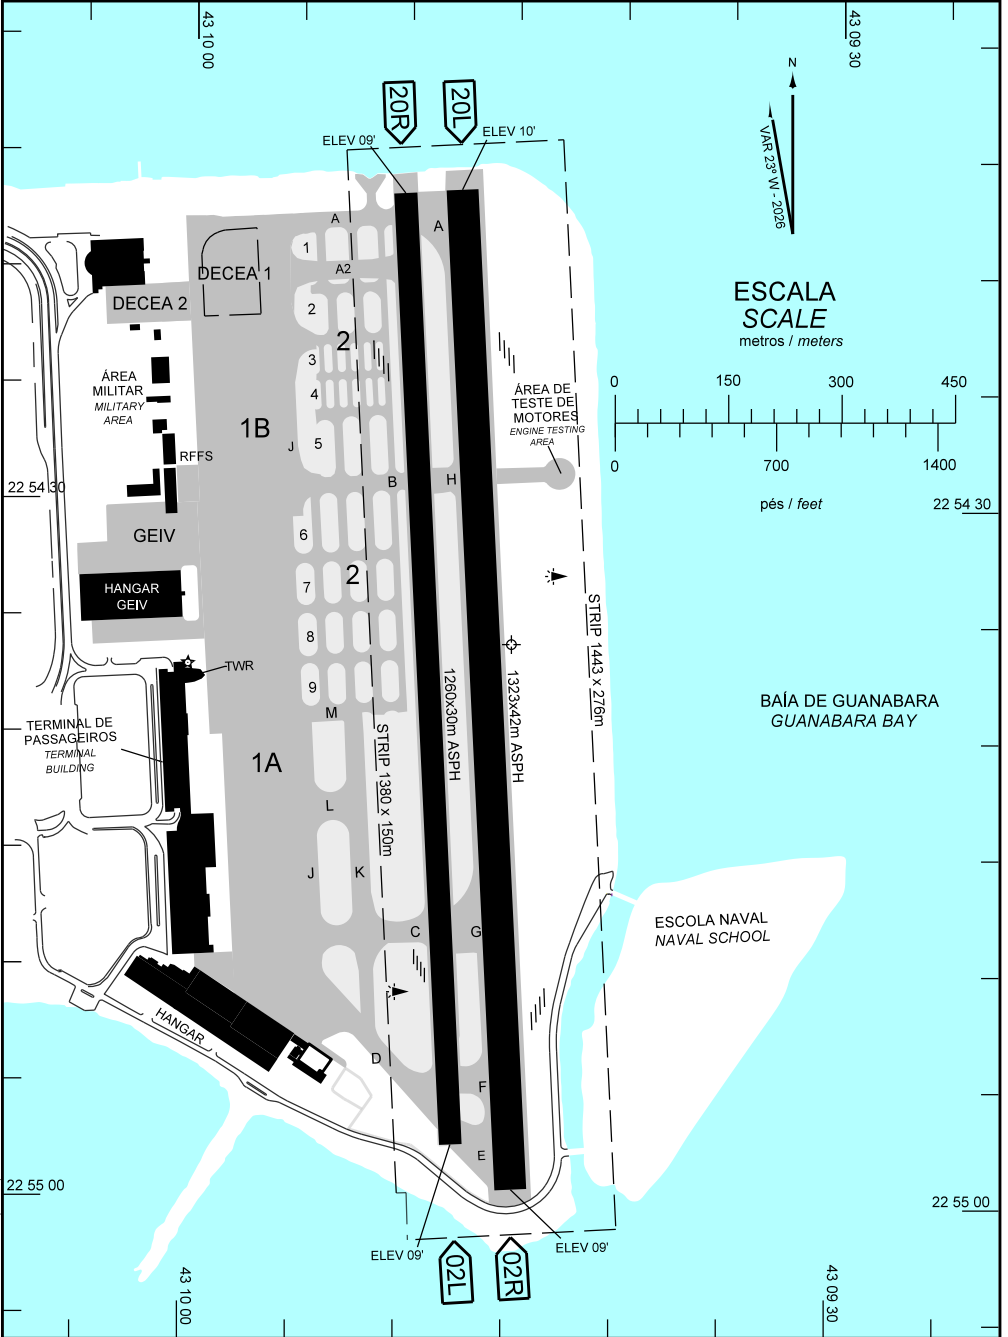 43 10 00
43 09 30
N
VAR 23° W - 2026
20R
20L
ELEV 09'
ELEV 10'
A
A
1
A2
DECEA 1
DECEA 2
2
2
3
4
5
ÁREA
MILITAR
MILITARY
AREA
1B
J
RFFS
B
H
ÁREA DE
TESTE DE
MOTORES
ENGINE TESTING
AREA
ESCALA
SCALE
metros / meters
0
150
300
450
0
700
1400
pés / feet
22 54 30
22 54 30
GEIV
HANGAR
GEIV
6
7
2
8
9
STRIP 1443 x 276m
TWR
M
1260x30m ASPH
1323x42m ASPH
STRIP 1380 x 150m
BAÍA DE GUANABARA
GUANABARA BAY
TERMINAL DE
PASSAGEIROS
TERMINAL
BUILDING
1A
L
J
K
C
G
ESCOLA NAVAL
NAVAL SCHOOL
HANGAR
D
F
E
22 55 00
22 55 00
ELEV 09'
ELEV 09'
02L
02R
43 10 00
43 09 30